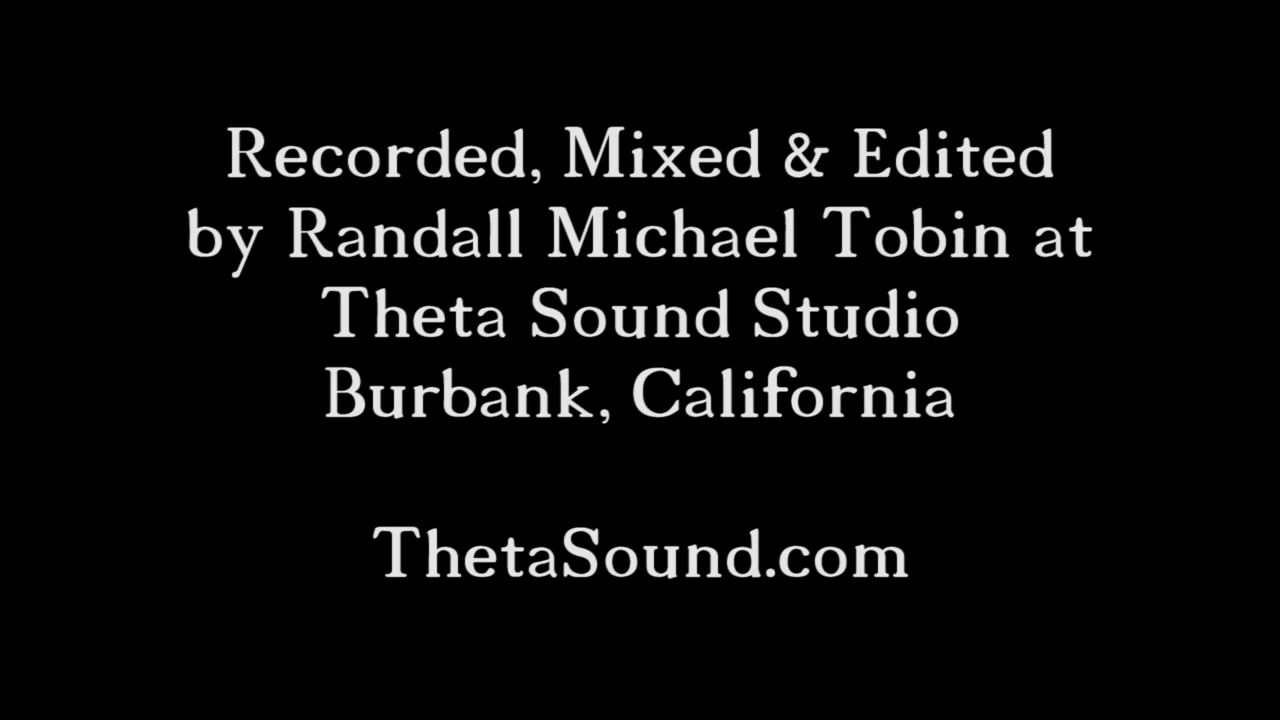 Recorded, Mixed & Edited
by Randall Michael Tobin at
Theta Sound Studio
Burbank, California
ThetaSound.com